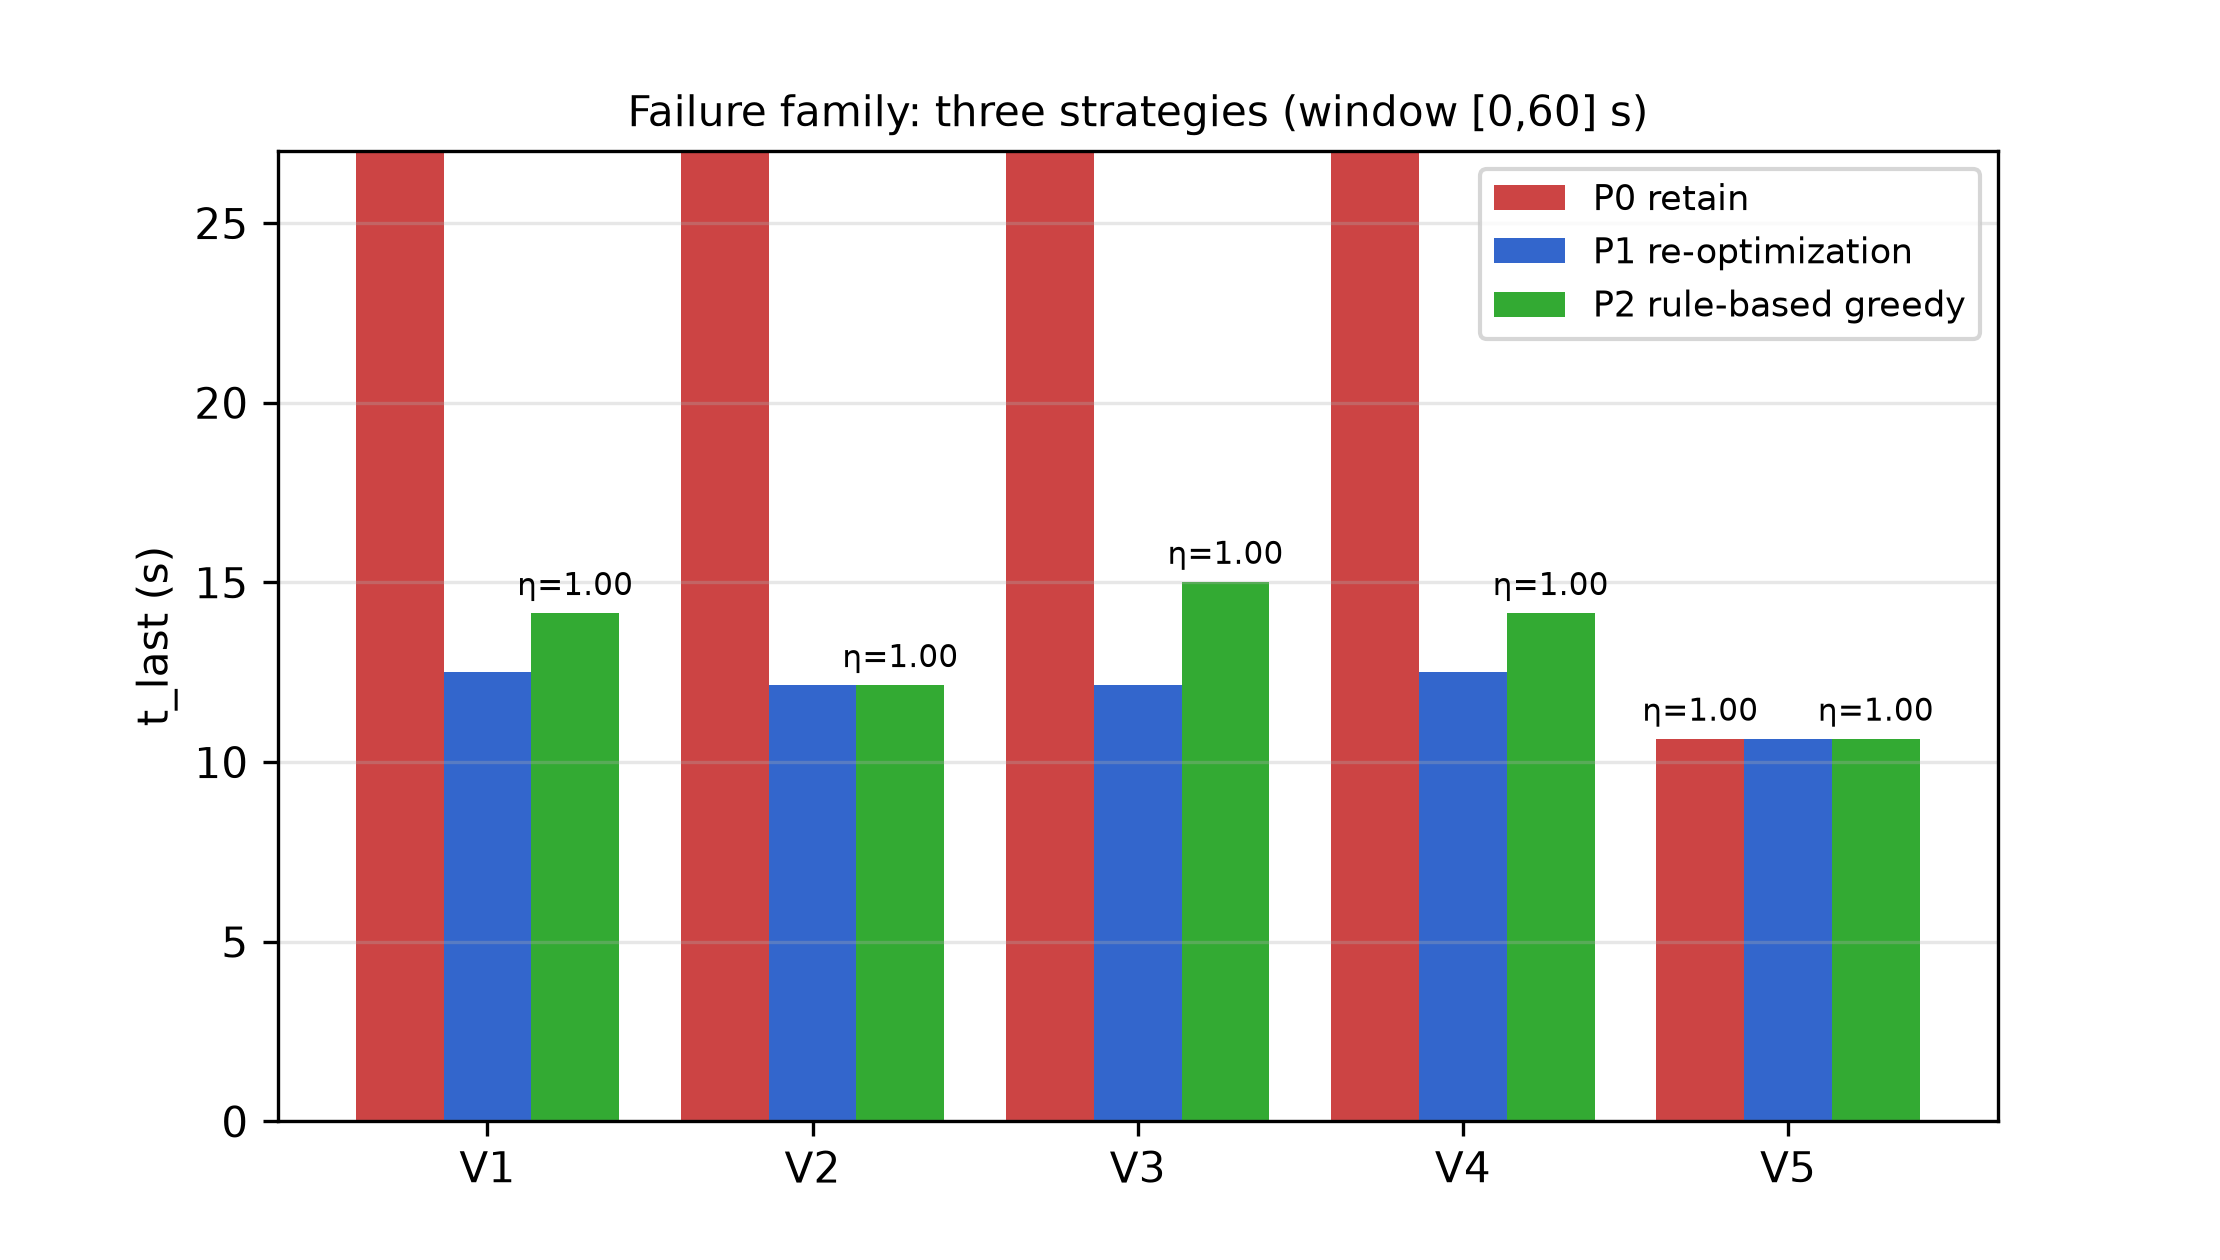 Failure family: three strategies (window [0,60] s)
P0 retain
P1 re-optimization
P2 rule-based greedy
t_last (s)
25
20
15
10
5
0
η=1.00
η=1.00
η=1.00
η=1.00
η=1.00
η=1.00
V1
V2
V3
V4
V5